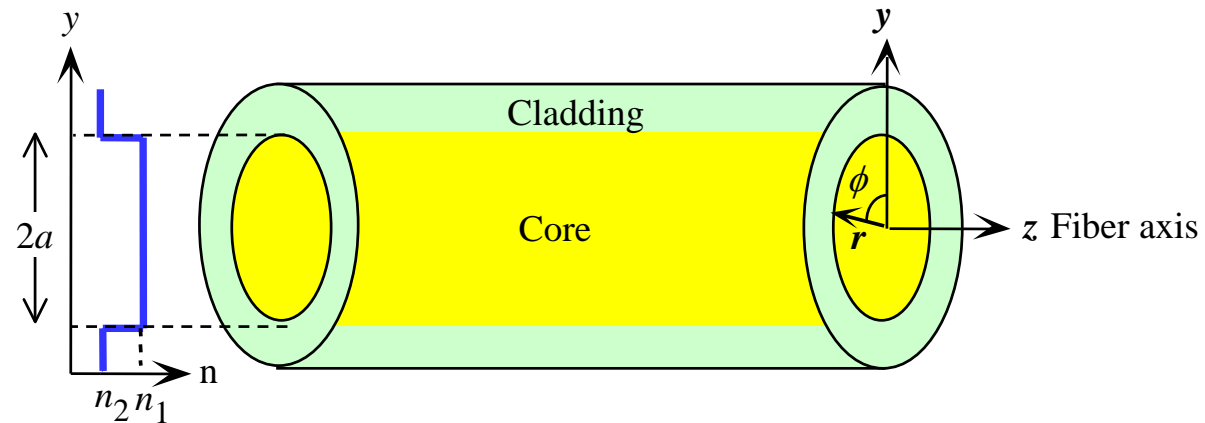 y
y
Cladding
ϕ
2a
Core
r
z Fiber axis
n
n2 n1